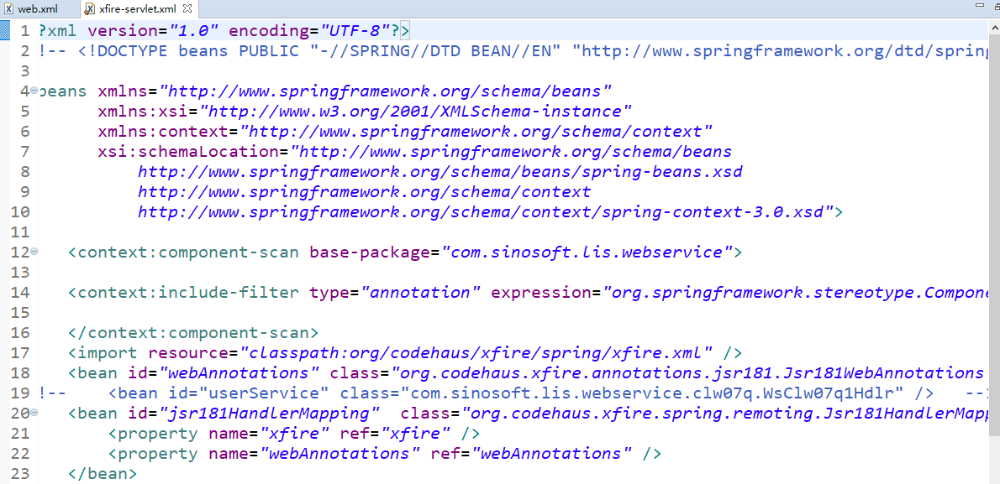 web.xml xfire-servlet.xml
1 ?xml version="1.0" encoding="UTF-8"?>
2 !-- <!DOCTYPE beans PUBLIC "-//SPRING//DTD BEAN//EN" "http://www.springframework.org/dtd/spring
3
4 beans xmlns="http://www.springframework.org/schema/beans"
5 xmlns:xsi="http://www.w3.org/2001/XMLSchema-instance"
6 xmlns:context="http://www.springframework.org/schema/context"
7 xsi:schemaLocation="http://www.springframework.org/schema/beans
8 http://www.springframework.org/schema/beans/spring-beans.xsd
9 http://www.springframework.org/schema/context
10 http://www.springframework.org/schema/context/spring-context-3.0.xsd">
11
12 <context:component-scan base-package="com.sinosoft.lis.webservice">
13
14 <context:include-filter type="annotation" expression="org.springframework.stereotype.Compone
15
16 </context:component-scan>
17 <import resource="classpath:org/codehaus/xfire/spring/xfire.xml" />
18 <bean id="webAnnotations" class="org.codehaus.xfire.annotations.jsr181.Jsr181WebAnnotations
19 !-- <bean id="userService" class="com.sinosoft.lis.webservice.clw07q.WsClw07q1Hdlr" /> --
20 <bean id="jsr181HandlerMapping" class="org.codehaus.xfire.spring.remoting.Jsr181HandlerMapp
21 <property name="xfire" ref="xfire" />
22 <property name="webAnnotations" ref="webAnnotations" />
23 </bean>